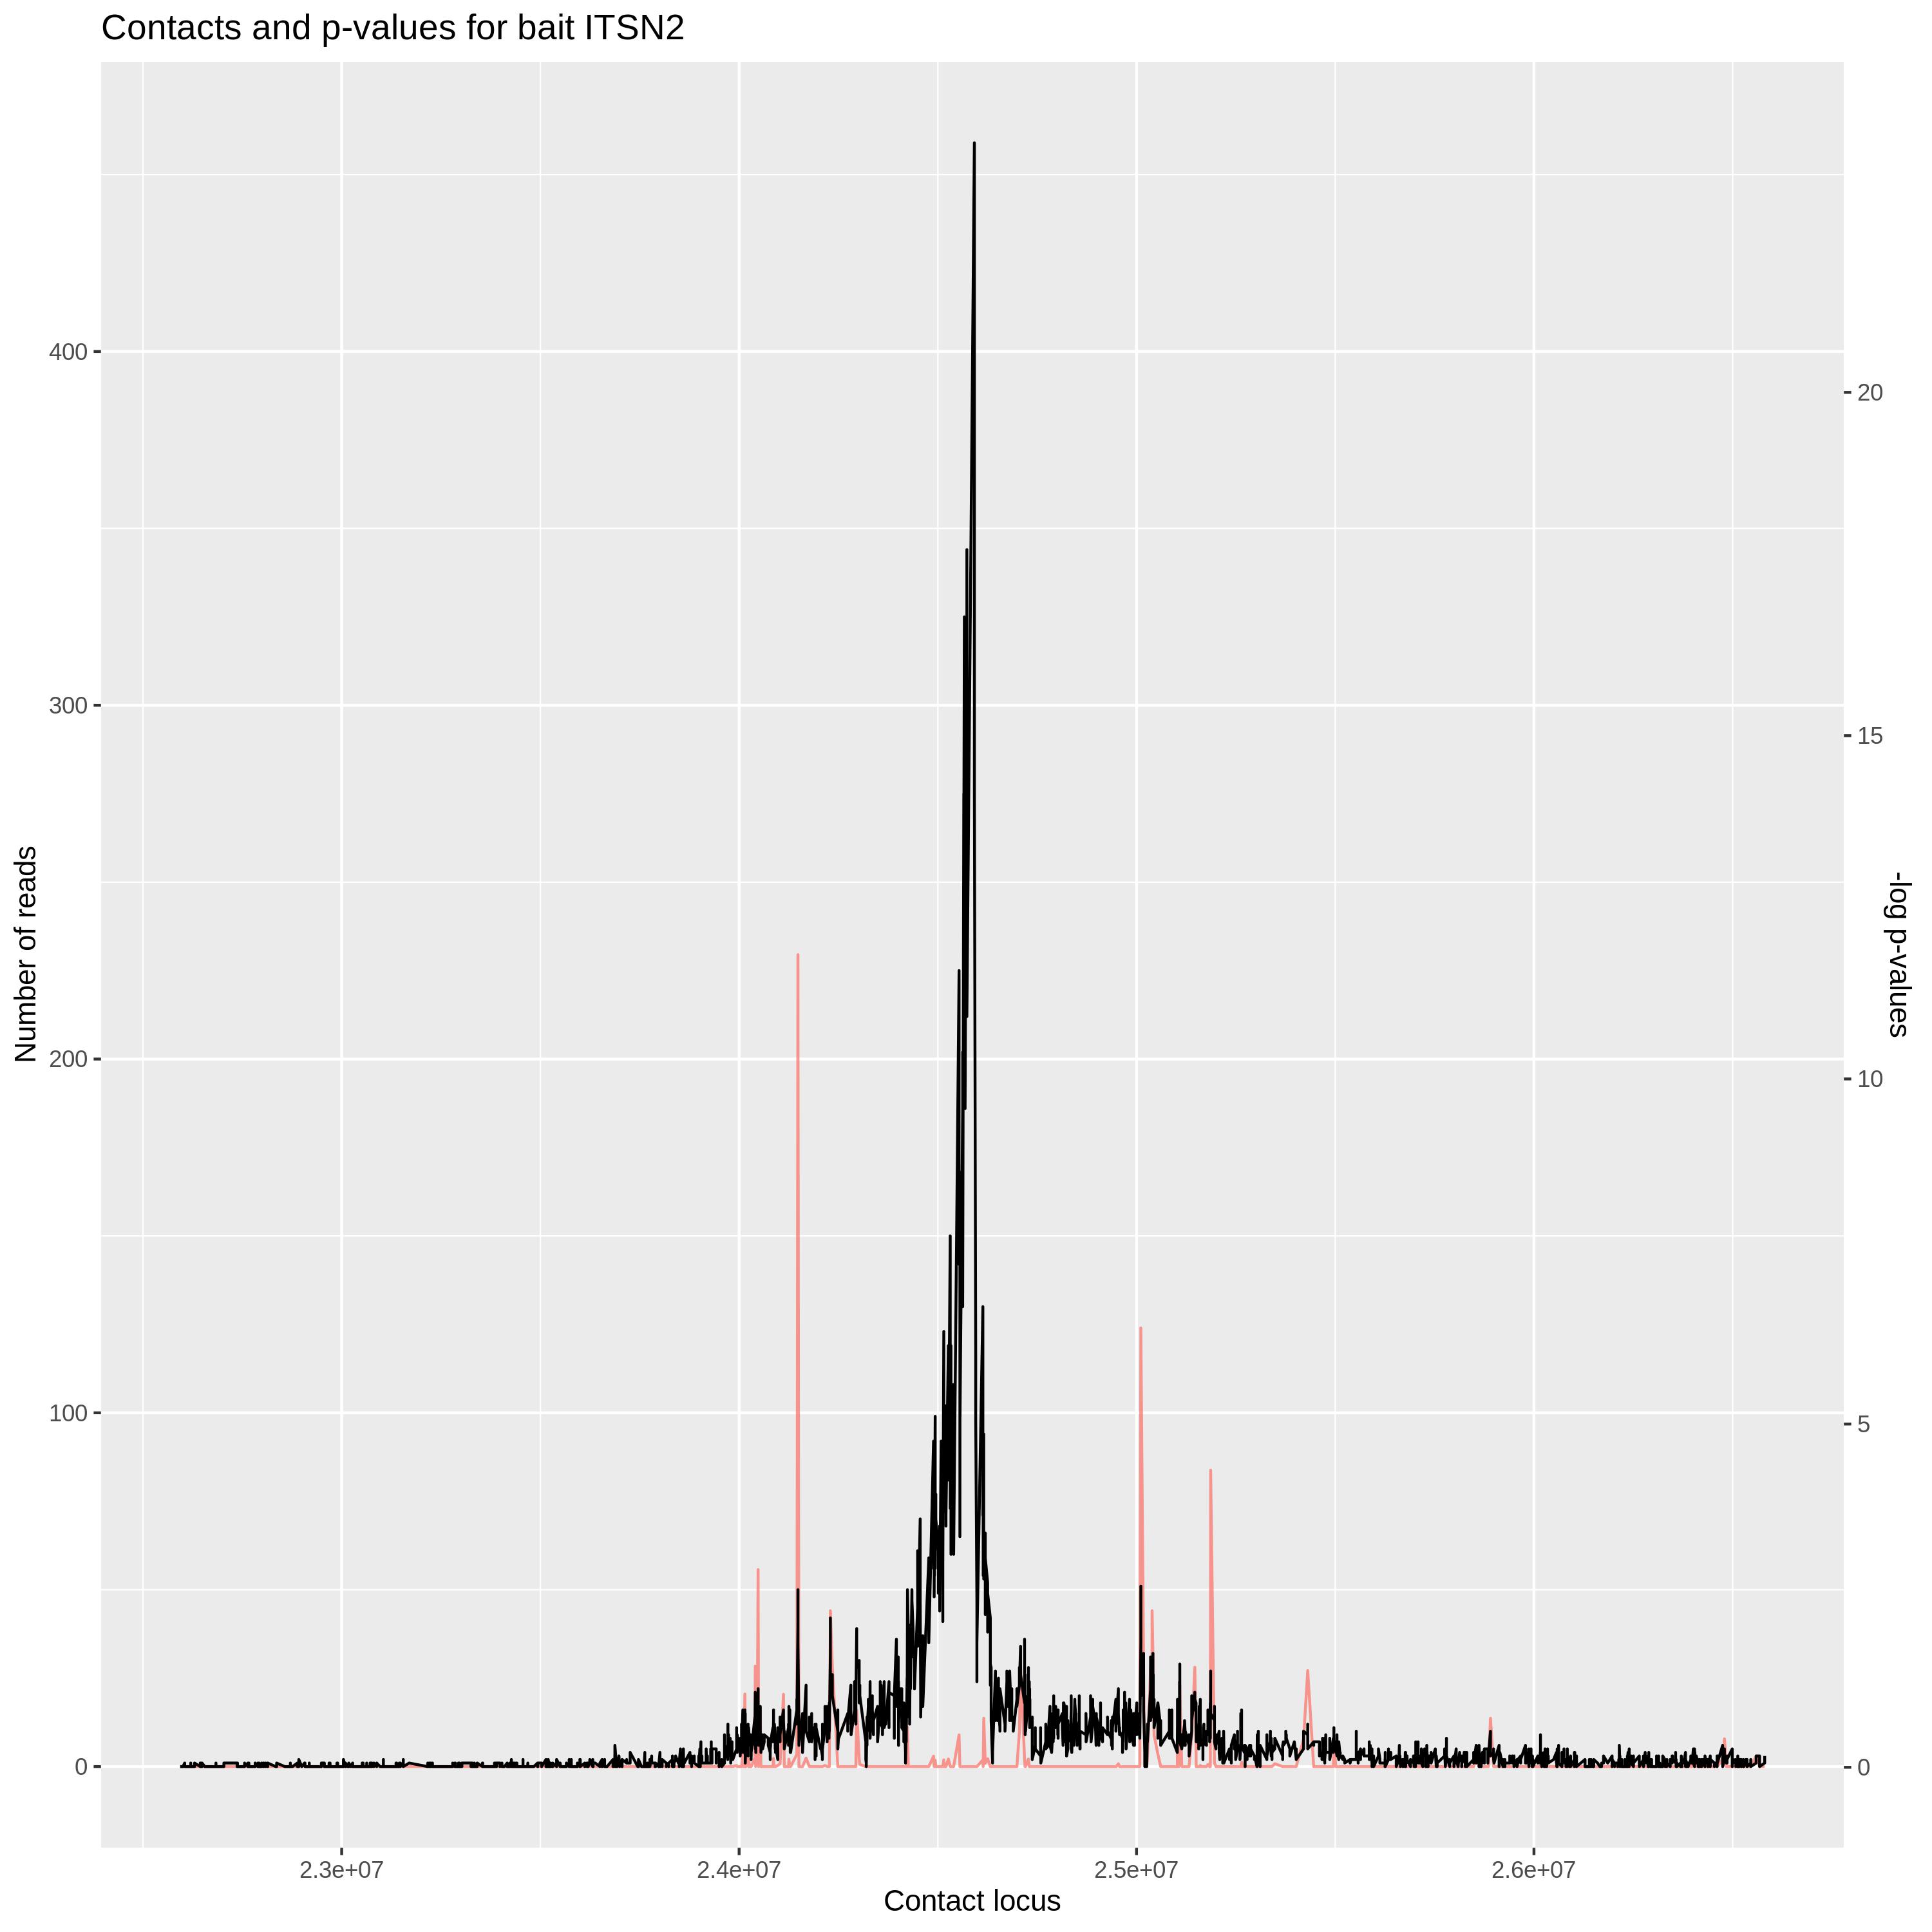 Contacts and p-values for bait ITSN2
Number of reads
400
300
200
100
0
20
15
10
5
0
-log p-values
2.3e+07
2.4e+07
2.5e+07
2.6e+07
Contact locus